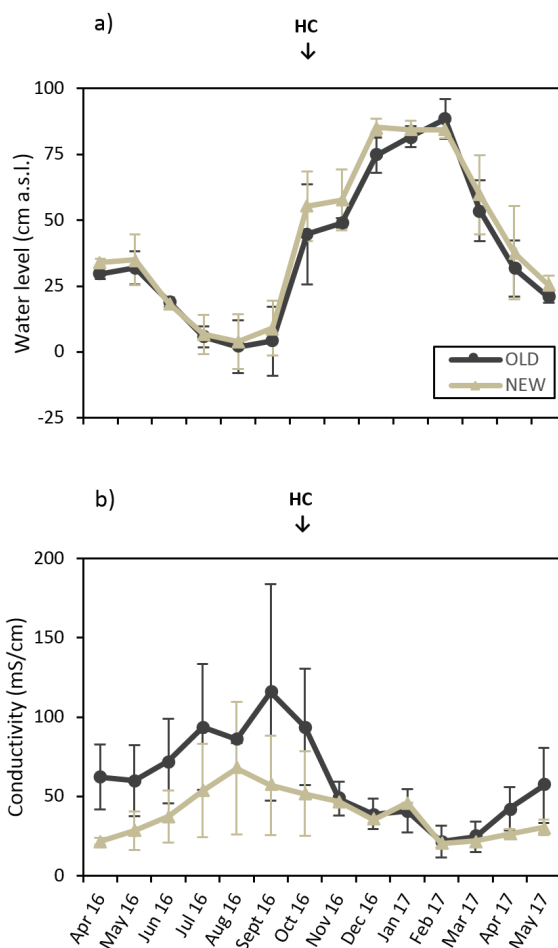 a)
HC
↓
Water level (cm a.s.l.)
100
75
50
25
0
-25
OLD
NEW
b)
HC
↓
Conductivity (mS/cm)
200
150
100
50
0
Apr 16
May 16
Jun 16
Jul 16
Aug 16
Sept 16
Oct 16
Nov 16
Dec 16
Jan 17
Feb 17
Mar 17
Apr 17
May 17